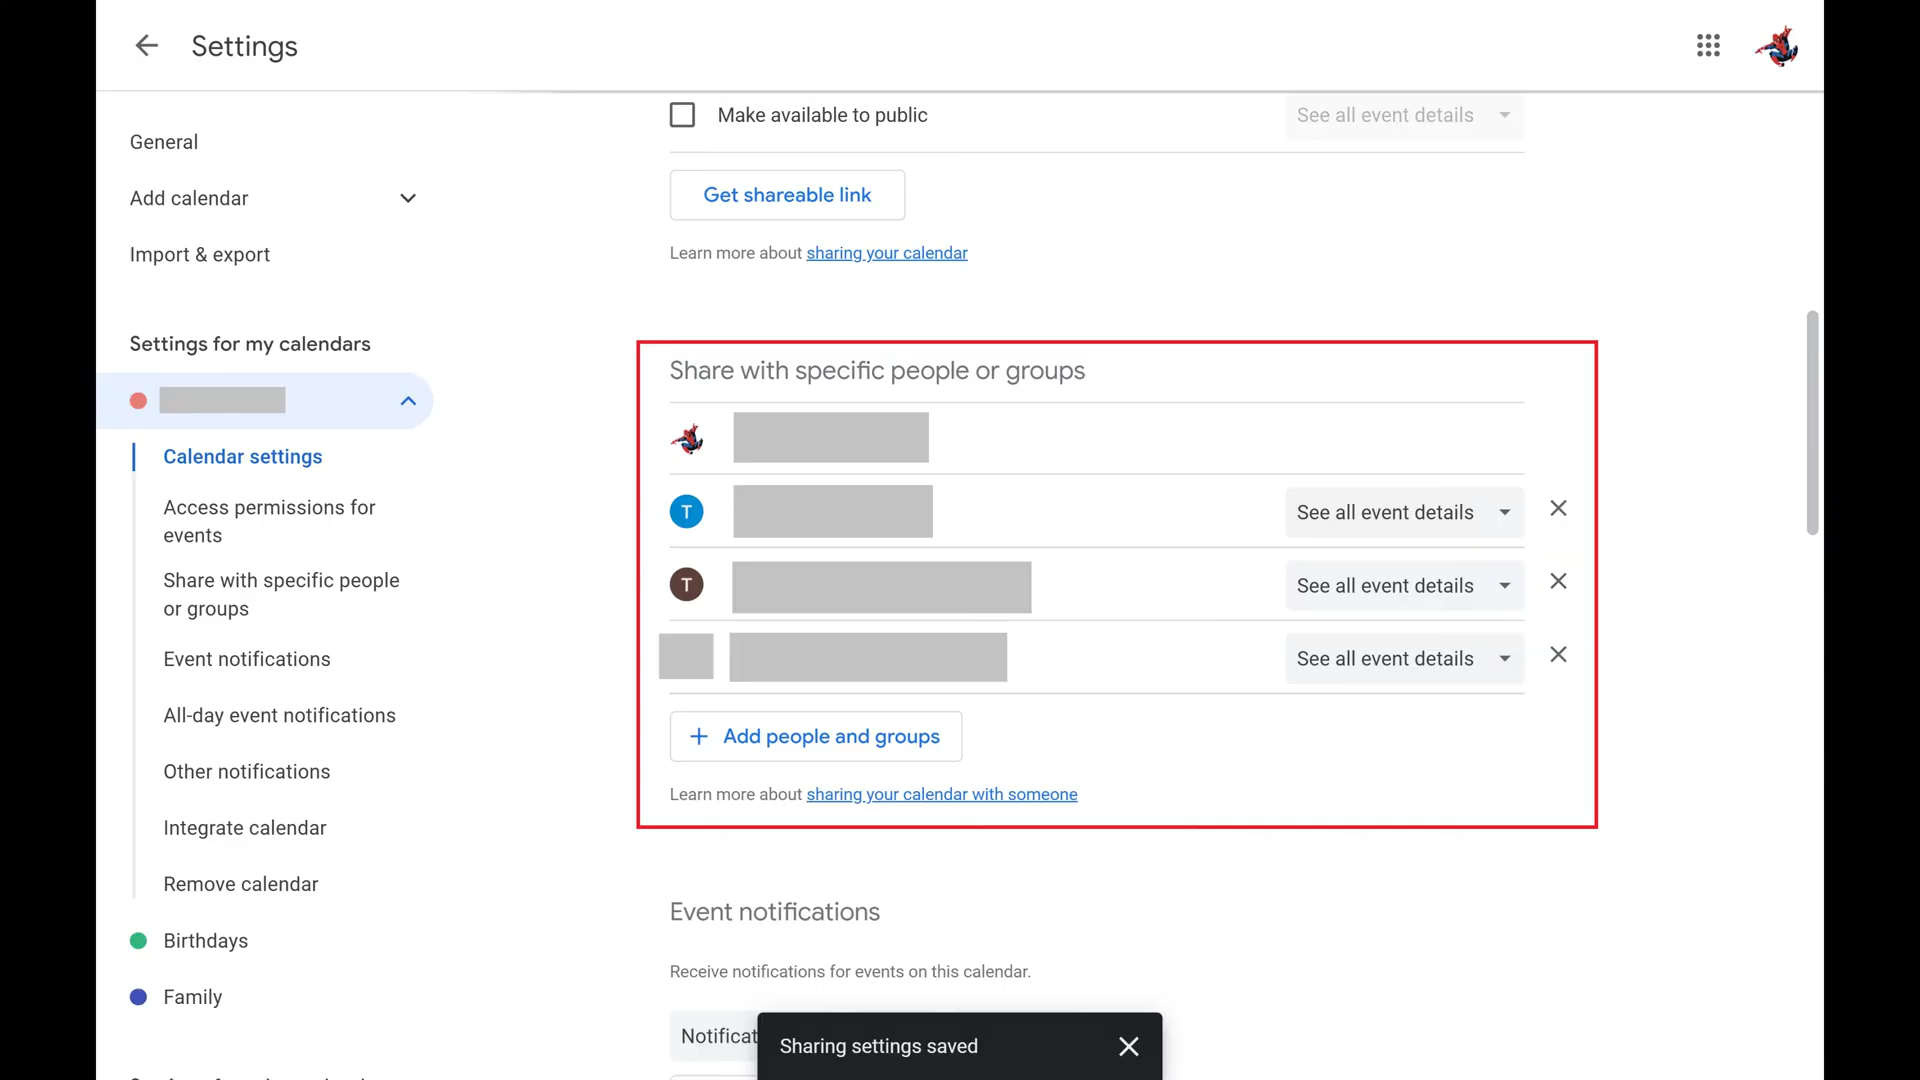 Settings
General
Add calendar
Import & export
Settings for my calendars
Calendar settings
Access permissions for
events
Share with specific people
or groups
Event notifications
All-day event notifications
Other notifications
Integrate calendar
Remove calendar
Birthdays
Family
Make available to public
See all event details
Get shareable link
Learn more about sharing your calendar
Share with specific people or groups
T
See all event details
T
See all event details
See all event details
+ Add people and groups
Learn more about sharing your calendar with someone
Event notifications
Receive notifications for events on this calendar.
Notificat
Sharing settings saved